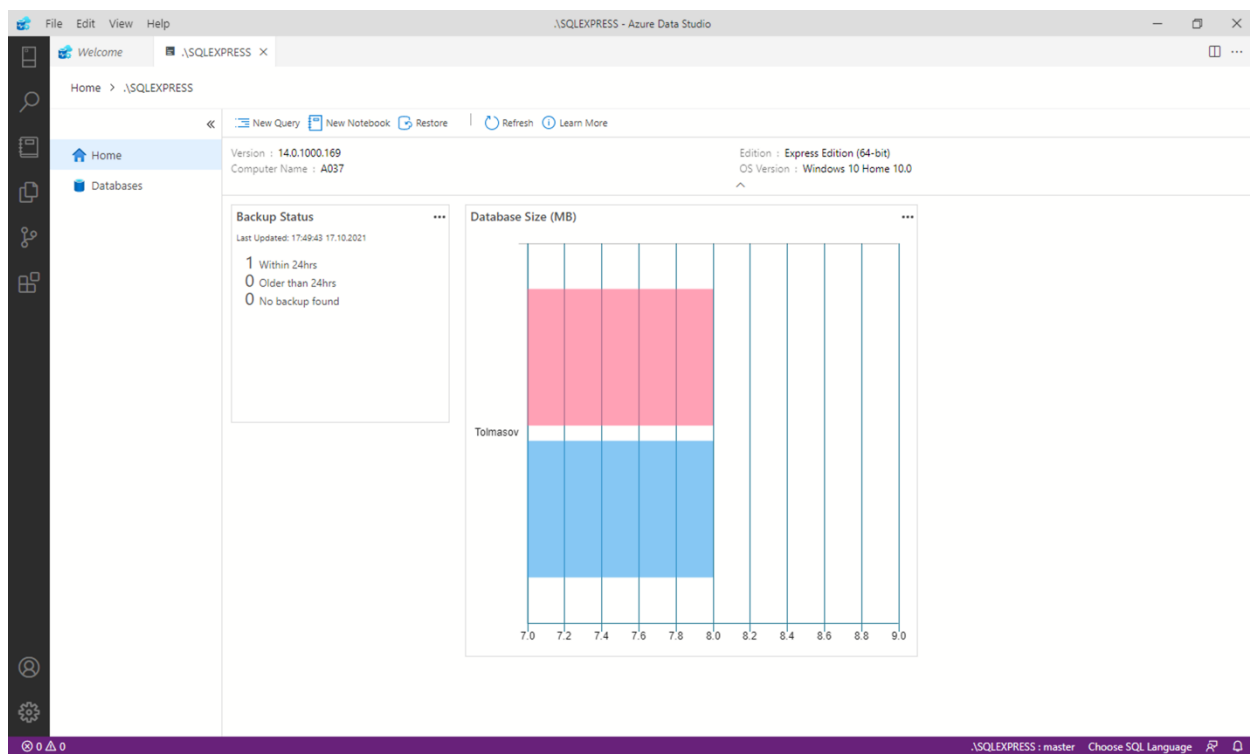 File Edit View Help
.\SQLEXPRESS - Azure Data Studio
Welcome
.\SQLEXPRESS
Home > .\SQLEXPRESS
New Query New Notebook Restore Refresh Learn More
Home
Databases
Version : 14.0.1000.169
Computer Name : A037
Edition : Express Edition (64-bit)
OS Version : Windows 10 Home 10.0
Backup Status
Last Updated: 17:49:43 17.10.2021
1 Within 24hrs
0 Older than 24hrs
0 No backup found
Database Size (MB)
Tolmasov
7.0 7.2 7.4 7.6 7.8 8.0 8.2 8.4 8.6 8.8 9.0
0 0
.\SQLEXPRESS : master Choose SQL Language